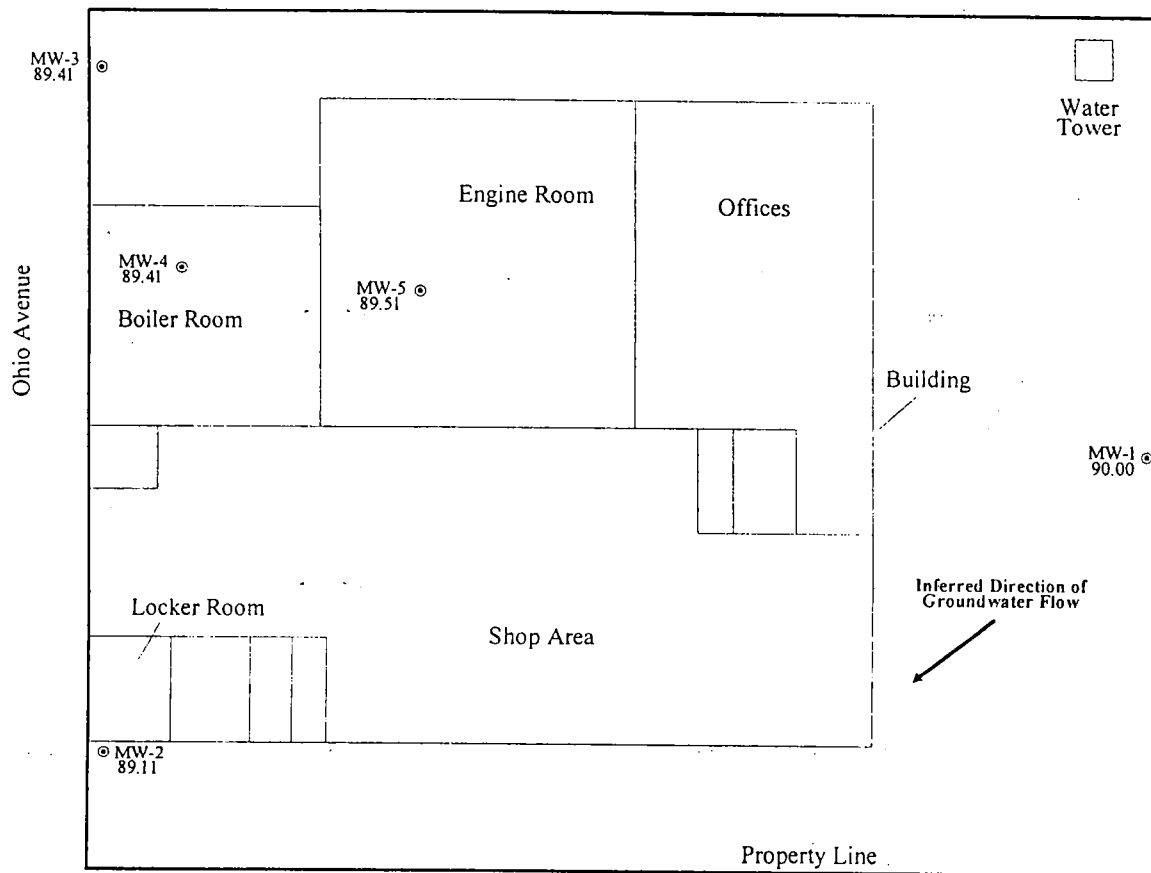 MW-3
89.41
Water
Tower
Engine Room
Offices
MW-4
89.41
MW-5
89.51
Boiler Room
Ohio Avenue
Building
MW-1
90.00
Inferred Direction of
Groundwater Flow
Locker Room
Shop Area
MW-2
89.11
Property Line